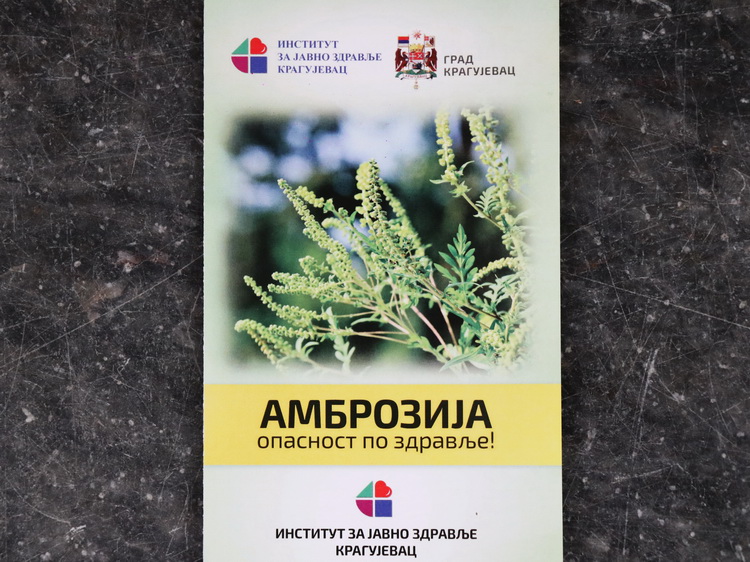 ИНСТИТУТ
ЗА ЈАВНО ЗДРАВЉЕ
КРАГУЈЕВАЦ
ГРАД
КРАГУЈЕВАЦ
АМБРОЗИЈА
опасност по здравље!
ИНСТИТУТ ЗА ЈАВНО ЗДРАВЉЕ
КРАГУЈЕВАЦ